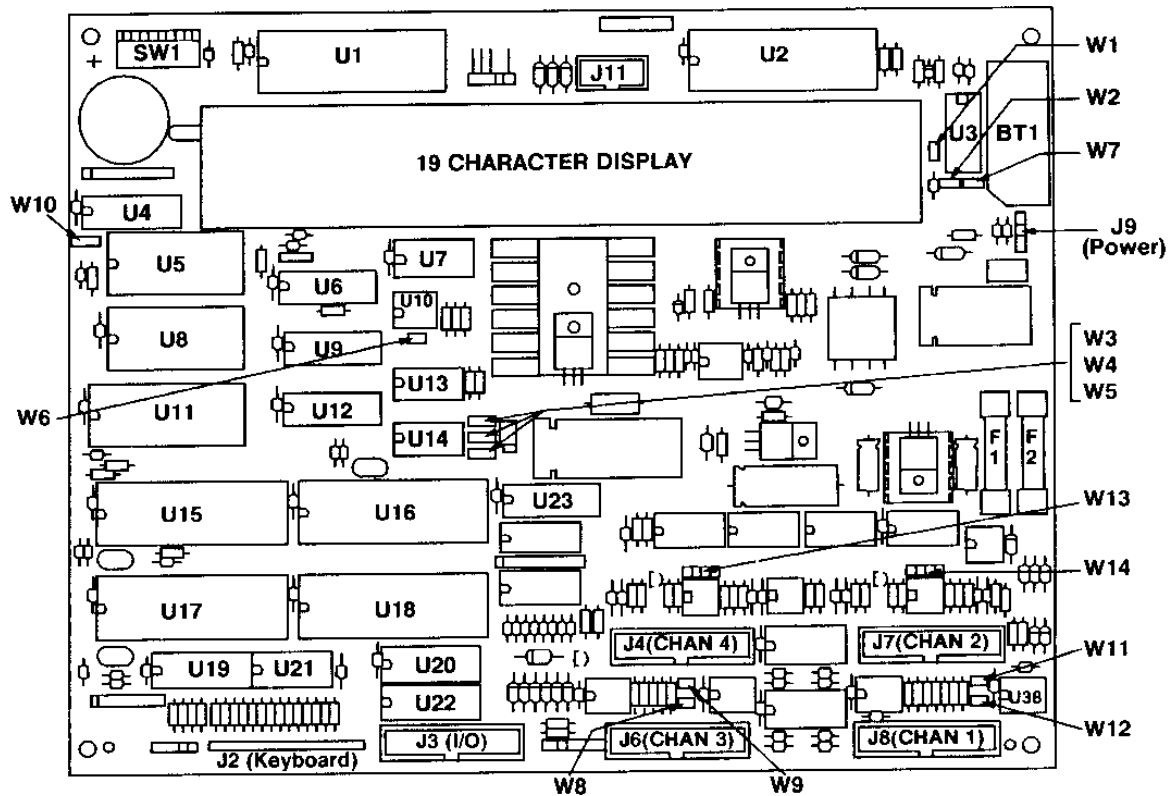 SW1
U1
J11
U2
W1
W2
U3
BT1
W7
19 CHARACTER DISPLAY
W10
U4
J9
(Power)
U5
U7
U6
U10
W3
W4
W5
U8
U9
U13
W6
U11
U12
U14
F1
F2
W13
U15
U16
U23
W14
U17
U18
J4(CHAN 4)
J7(CHAN 2)
W11
U19
U21
U20
U38
U22
W12
J3 (I/O)
J6(CHAN 3)
J8(CHAN 1)
J2 (Keyboard)
W8
W9